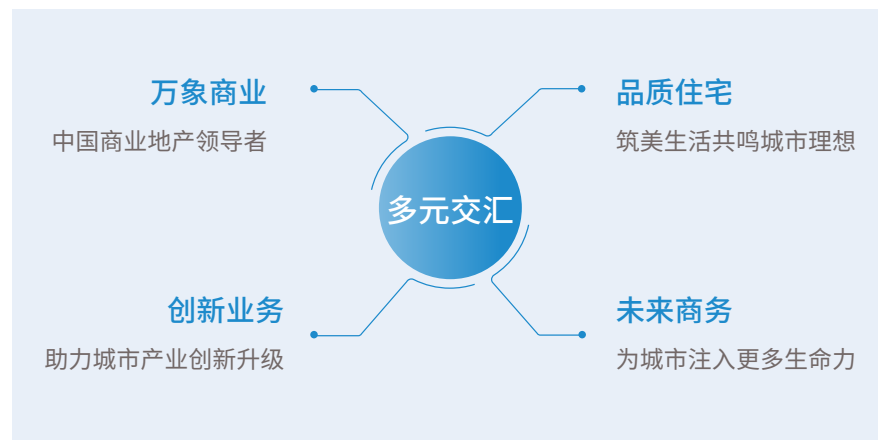 万象商业
中国商业地产领导者
品质住宅
筑美生活共鸣城市理想
多元交汇
创新业务
助力城市产业创新升级
未来商务
为城市注入更多生命力